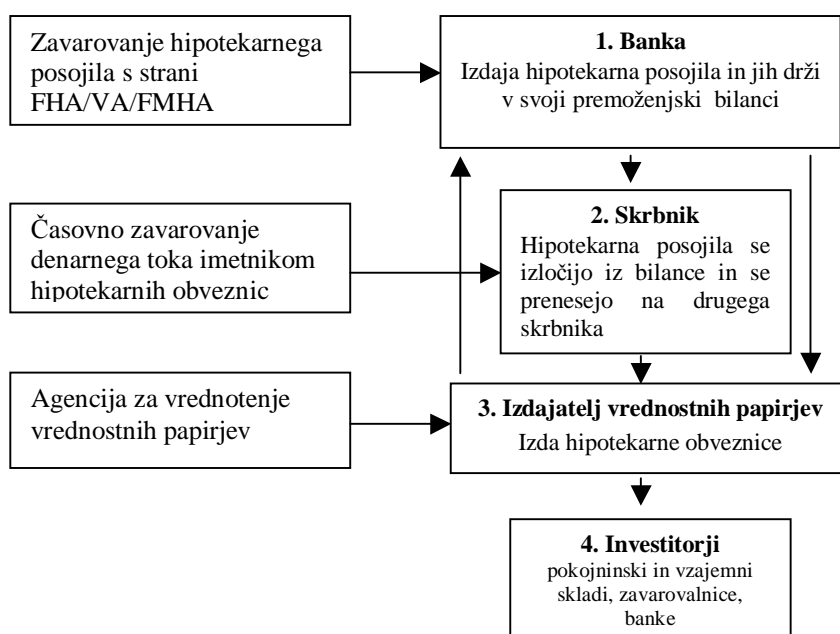 Zavarovanje hipotekarnega
posojila s strani
FHA/VA/FMHA
1. Banka
Izdaja hipotekarna posojila in jih drži
v svoji premoženjski bilanci
Časovno zavarovanje
denarnega toka imetnikom
hipotekarnih obveznic
2. Skrbnik
Hipotekarna posojila se
izločijo iz bilance in se
prenesejo na drugega
skrbnika
Agencija za vrednotenje
vrednostnih papirjev
3. Izdajatelj vrednostnih papirjev
Izda hipotekarne obveznice
4. Investitorji
pokojninski in vzajemni
skladi, zavarovalnice,
banke